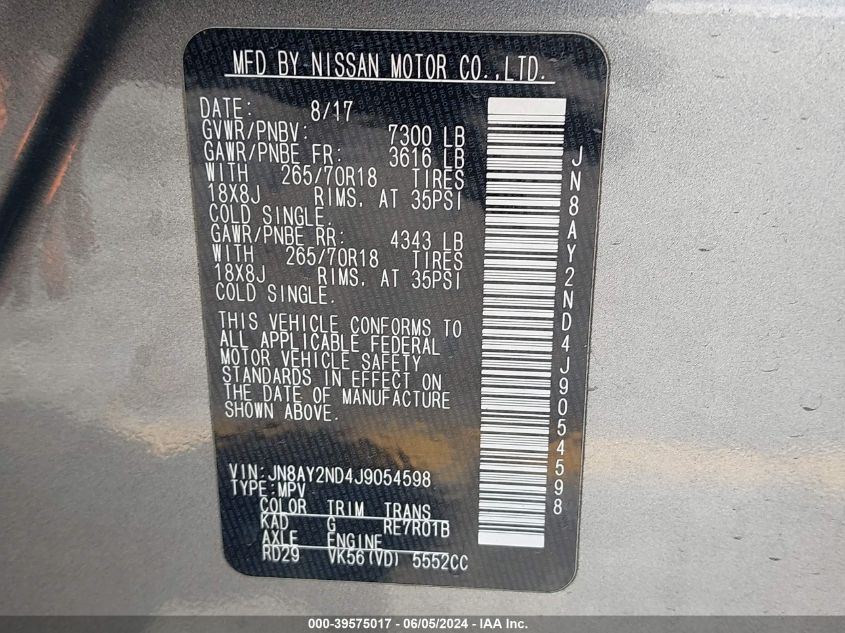 MFD BY NISSAN MOTOR CO.,LTD.
DATE: 8/17
GVWR/PNBV: 7300 LB
GAWR/PNBE FR: 3616 LB
WITH 265/70R18 TIRES
18X8J RIMS, AT 35PSI
COLD SINGLE.
GAWR/PNBE RR: 4343 LB
WITH 265/70R18 TIRES
18X8J RIMS, AT 35PSI
COLD SINGLE.
THIS VEHICLE CONFORMS TO
ALL APPLICABLE FEDERAL
MOTOR VEHICLE SAFETY
STANDARDS IN EFFECT ON
THE DATE OF MANUFACTURE
SHOWN ABOVE.
VIN:JN8AY2ND4J9054598
TYPE:MPV
COLOR TRIM TRANS
KAD G RE7R01B
AXLE ENGINE
RD29 VK56(VD) 5552CC
JN8AY2ND4J9054598
000-39575017 - 06/05/2024 - IAA Inc.